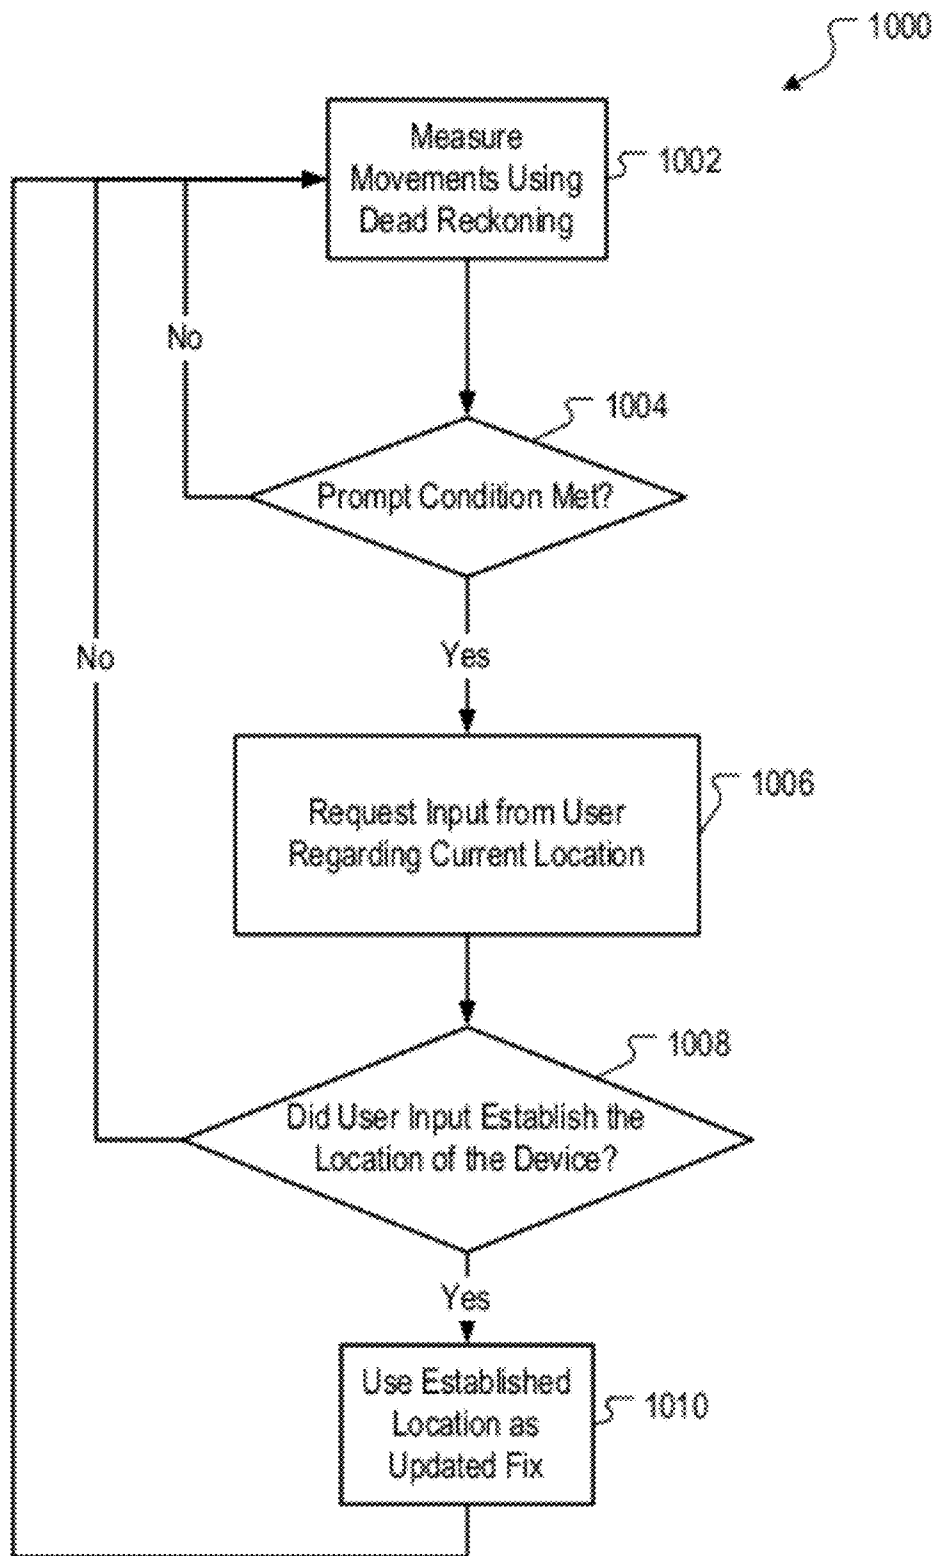 1000
Measure
Movements Using
Dead Reckoning
1002
No
1004
Prompt Condition Met?
Yes
No
1006
Request Input from User
Regarding Current Location
1008
Did User Input Establish the
Location of the Device?
Yes
Use Established
Location as
Updated Fix
1010